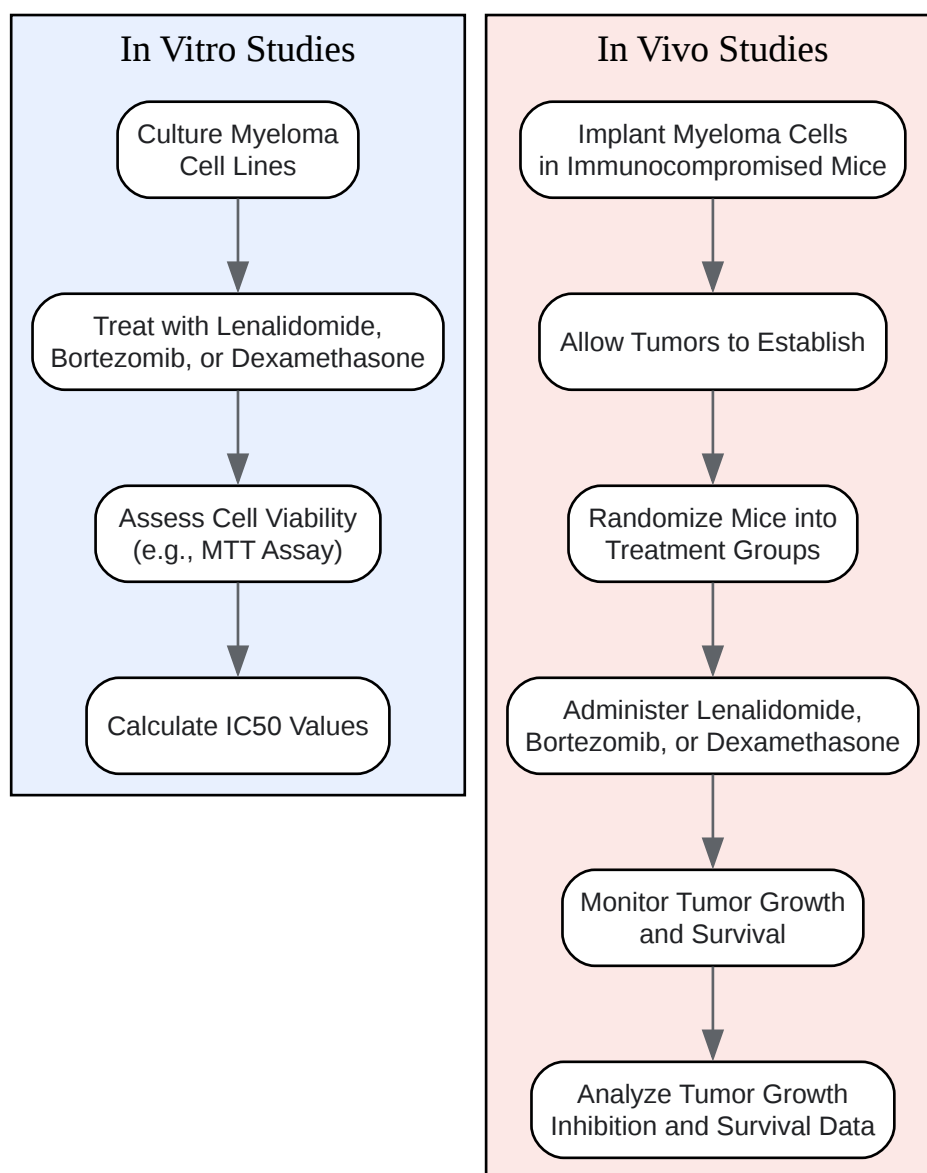 In Vitro Studies
Culture Myeloma
Cell Lines
Treat with Lenalidomide,
Bortezomib, or Dexamethasone
Assess Cell Viability
(e.g., MTT Assay)
Calculate IC50 Values
In Vivo Studies
Implant Myeloma Cells
in Immunocompromised Mice
Allow Tumors to Establish
Randomize Mice into
Treatment Groups
Administer Lenalidomide,
Bortezomib, or Dexamethasone
Monitor Tumor Growth
and Survival
Analyze Tumor Growth
Inhibition and Survival Data